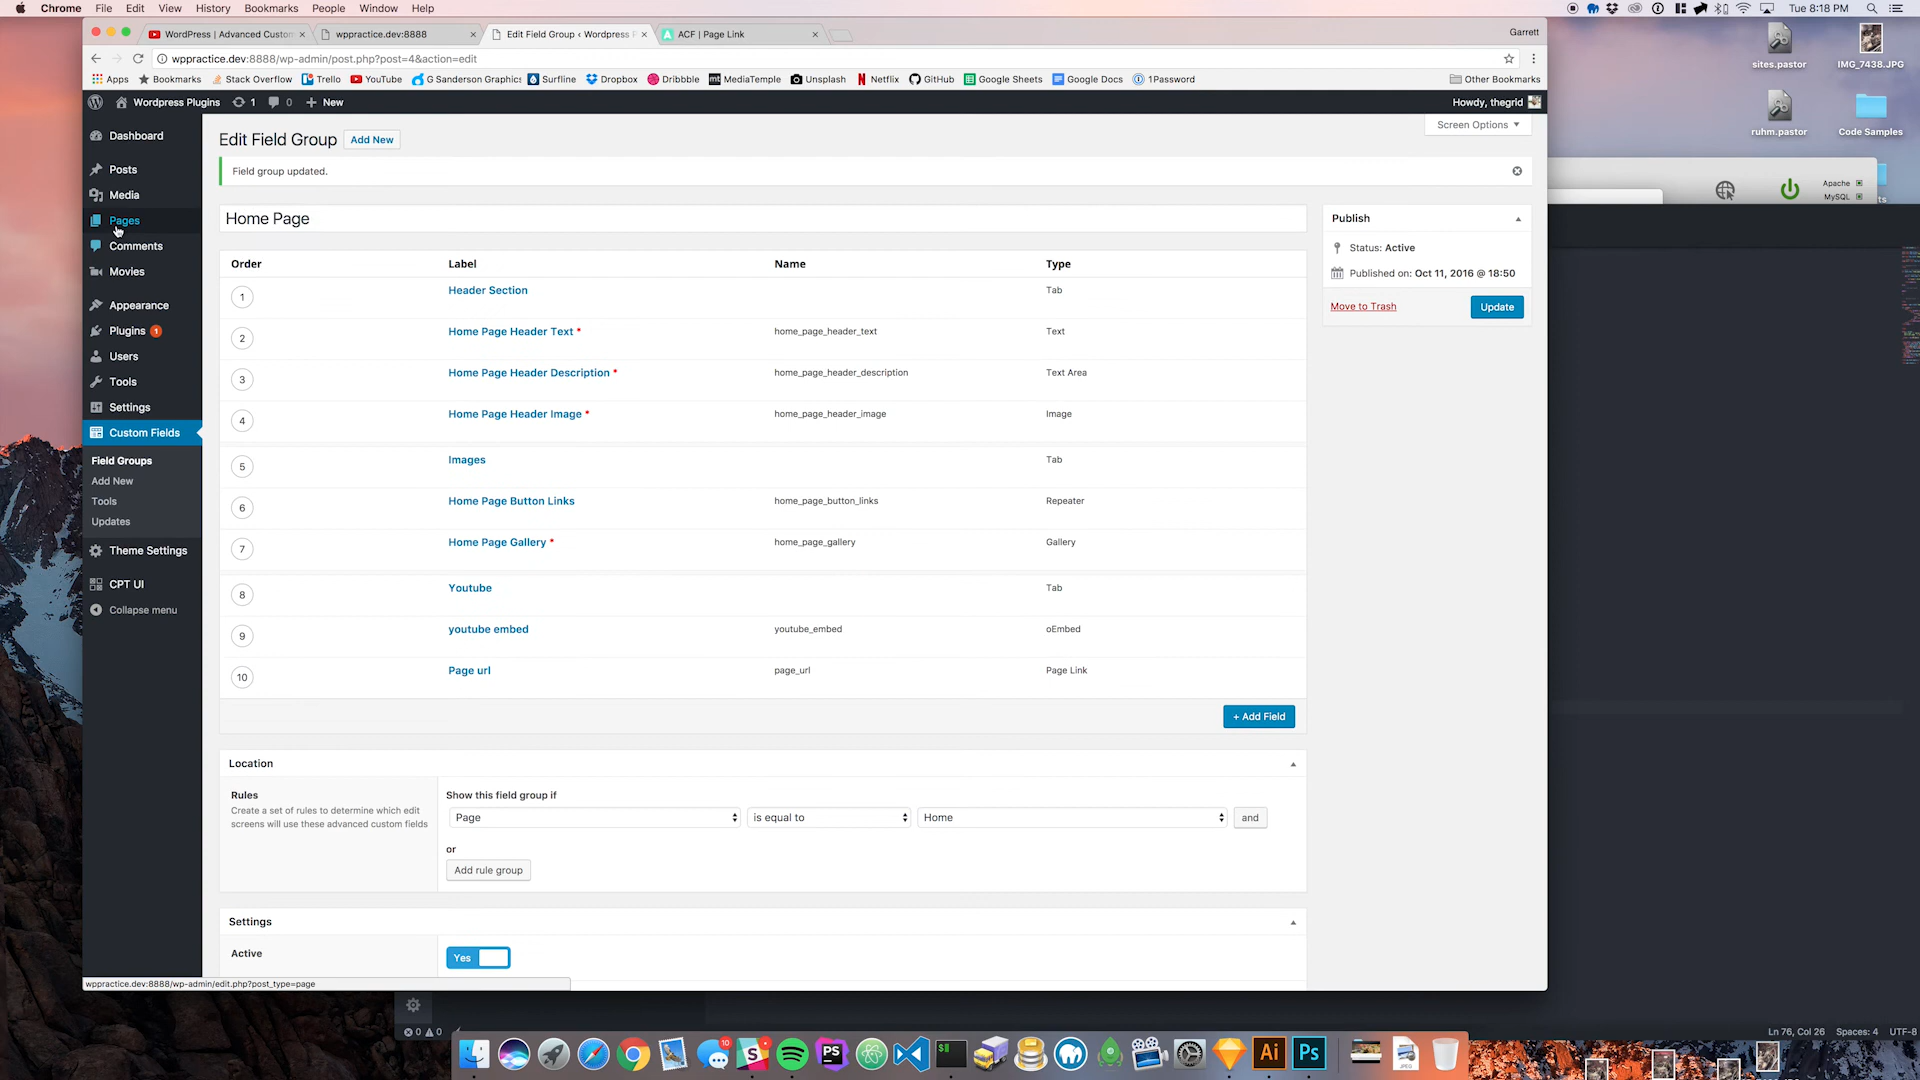 Chrome File Edit View History Bookmarks People Window Help
Tue 8:18 PM
WordPress | Advanced Custom
wppractice.dev:8888
Edit Field Group ‹ Wordpress P
ACF | Page Link
Garrett
wppractice.dev:8888/wp-admin/post.php?post=4&action=edit
Apps Bookmarks Stack Overflow Trello YouTube G Sanderson Graphics Surfline Dropbox Dribbble MediaTemple Unsplash Netflix GitHub Google Sheets Google Docs 1Password Other Bookmarks
Wordpress Plugins 1 0 + New
Howdy, thegrid
Dashboard
Posts
Media
Pages
Comments
Movies
Appearance
Plugins 1
Users
Tools
Settings
Custom Fields
Field Groups
Add New
Tools
Updates
Theme Settings
CPT UI
Collapse menu
Screen Options
Edit Field Group Add New
Field group updated.
Home Page
Order Label Name Type
1 Header Section Tab
2 Home Page Header Text * home_page_header_text Text
3 Home Page Header Description * home_page_header_description Text Area
4 Home Page Header Image * home_page_header_image Image
5 Images Tab
6 Home Page Button Links home_page_button_links Repeater
7 Home Page Gallery * home_page_gallery Gallery
8 Youtube Tab
9 youtube embed youtube_embed oEmbed
10 Page url page_url Page Link
+ Add Field
Publish
Status: Active
Published on: Oct 11, 2016 @ 18:50
Move to Trash
Update
Location
Rules
Create a set of rules to determine which edit
screens will use these advanced custom fields
Show this field group if
Page is equal to Home and
or
Add rule group
Settings
Active
Yes
wppractice.dev:8888/wp-admin/edit.php?post_type=page
sites.pastor
IMG_7438.JPG
ruhm.pastor
Code Samples
Apache
MySQL
ts
0 0
Ln 76, Col 26 Spaces: 4 UTF-8
10
PS
Ai
Ps
JPEG